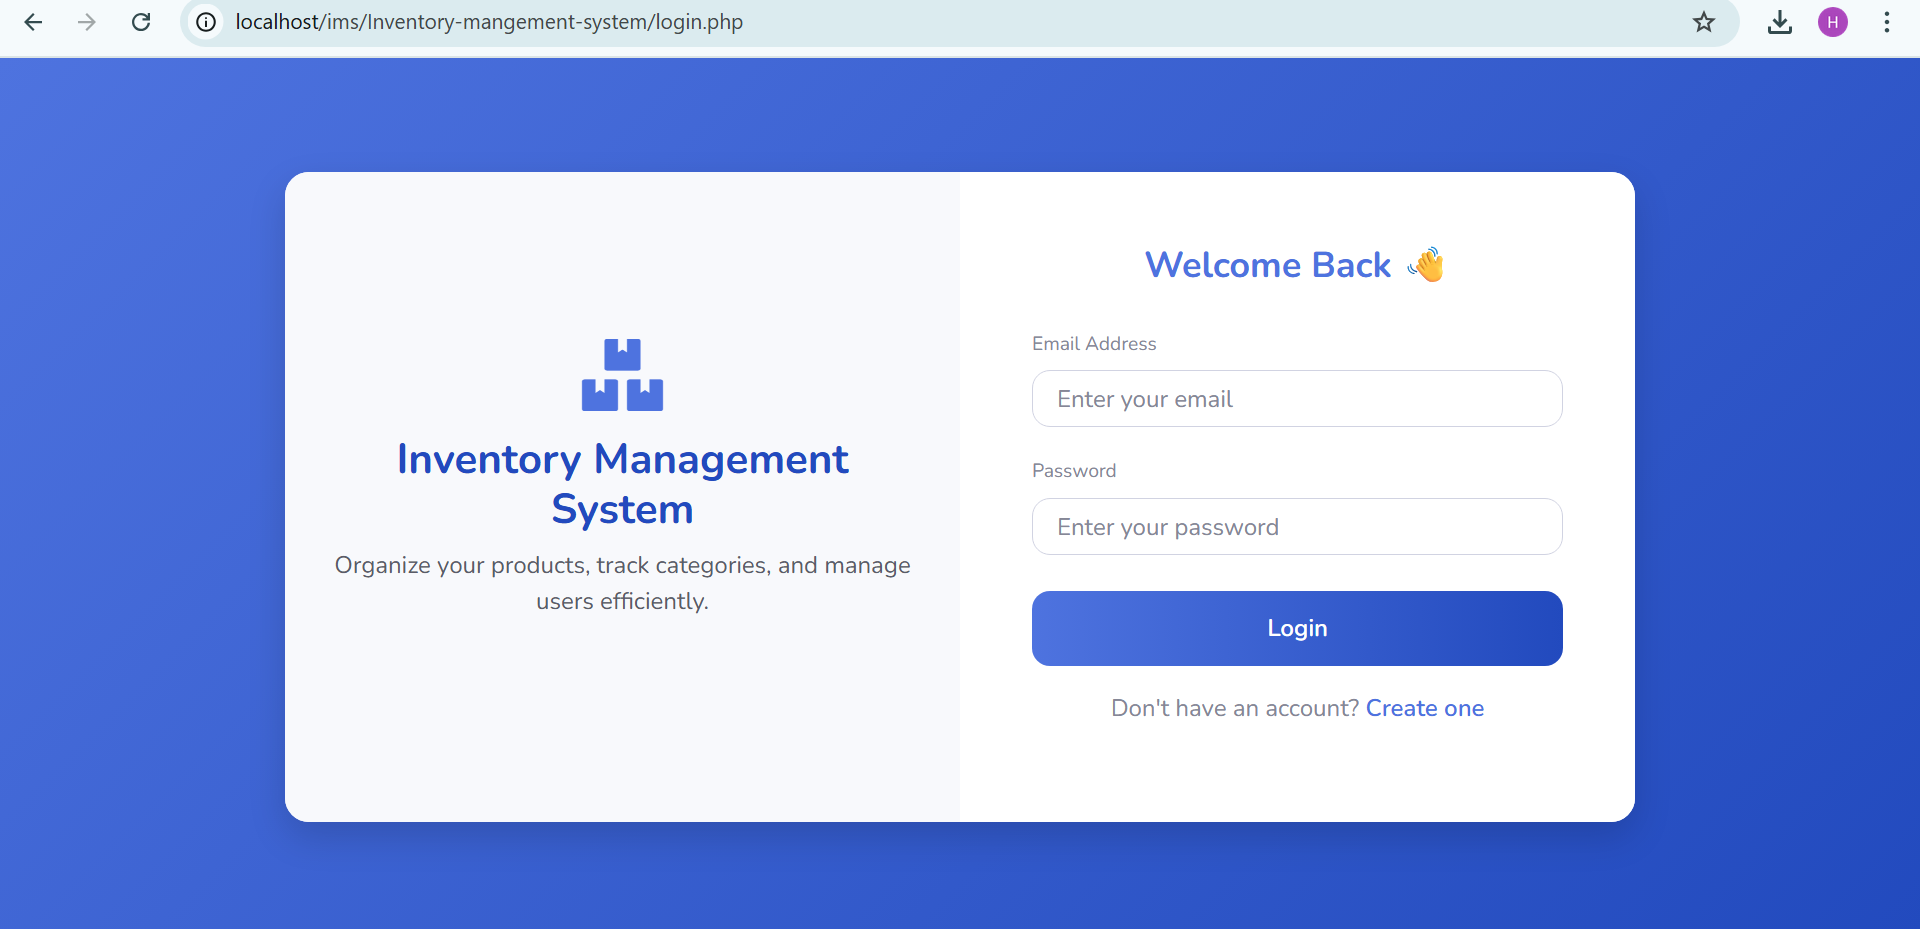 localhost/ims/Inventory-mangement-system/login.php
H
Inventory Management
System
Organize your products, track categories, and manage
users efficiently.
Welcome Back 👋
Email Address
Enter your email
Password
Enter your password
Login
Don't have an account? Create one